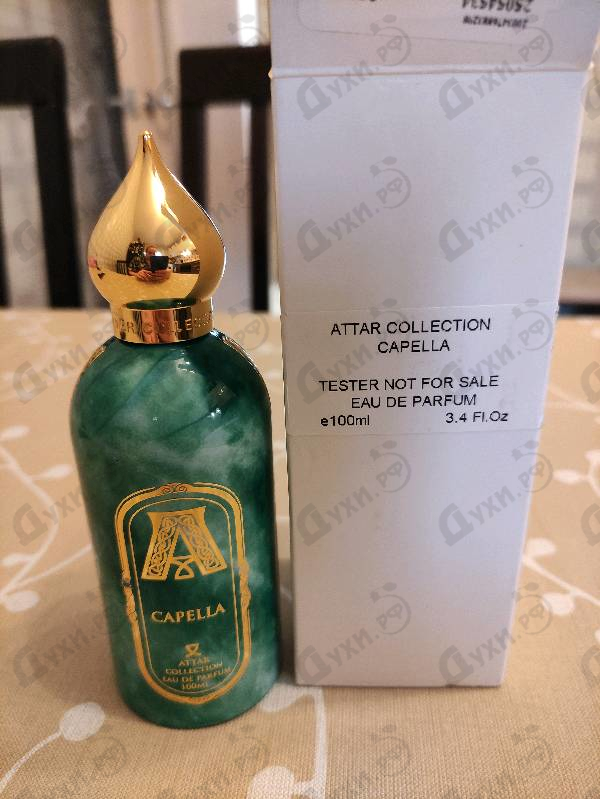 ATTAR COLLECTION
CAPELLA
TESTER NOT FOR SALE
EAU DE PARFUM
e100ml 3.4 Fl.Oz
A
CAPELLA
ATTAR
COLLECTION
EAU DE PARFUM
100ML
Духи.РФ